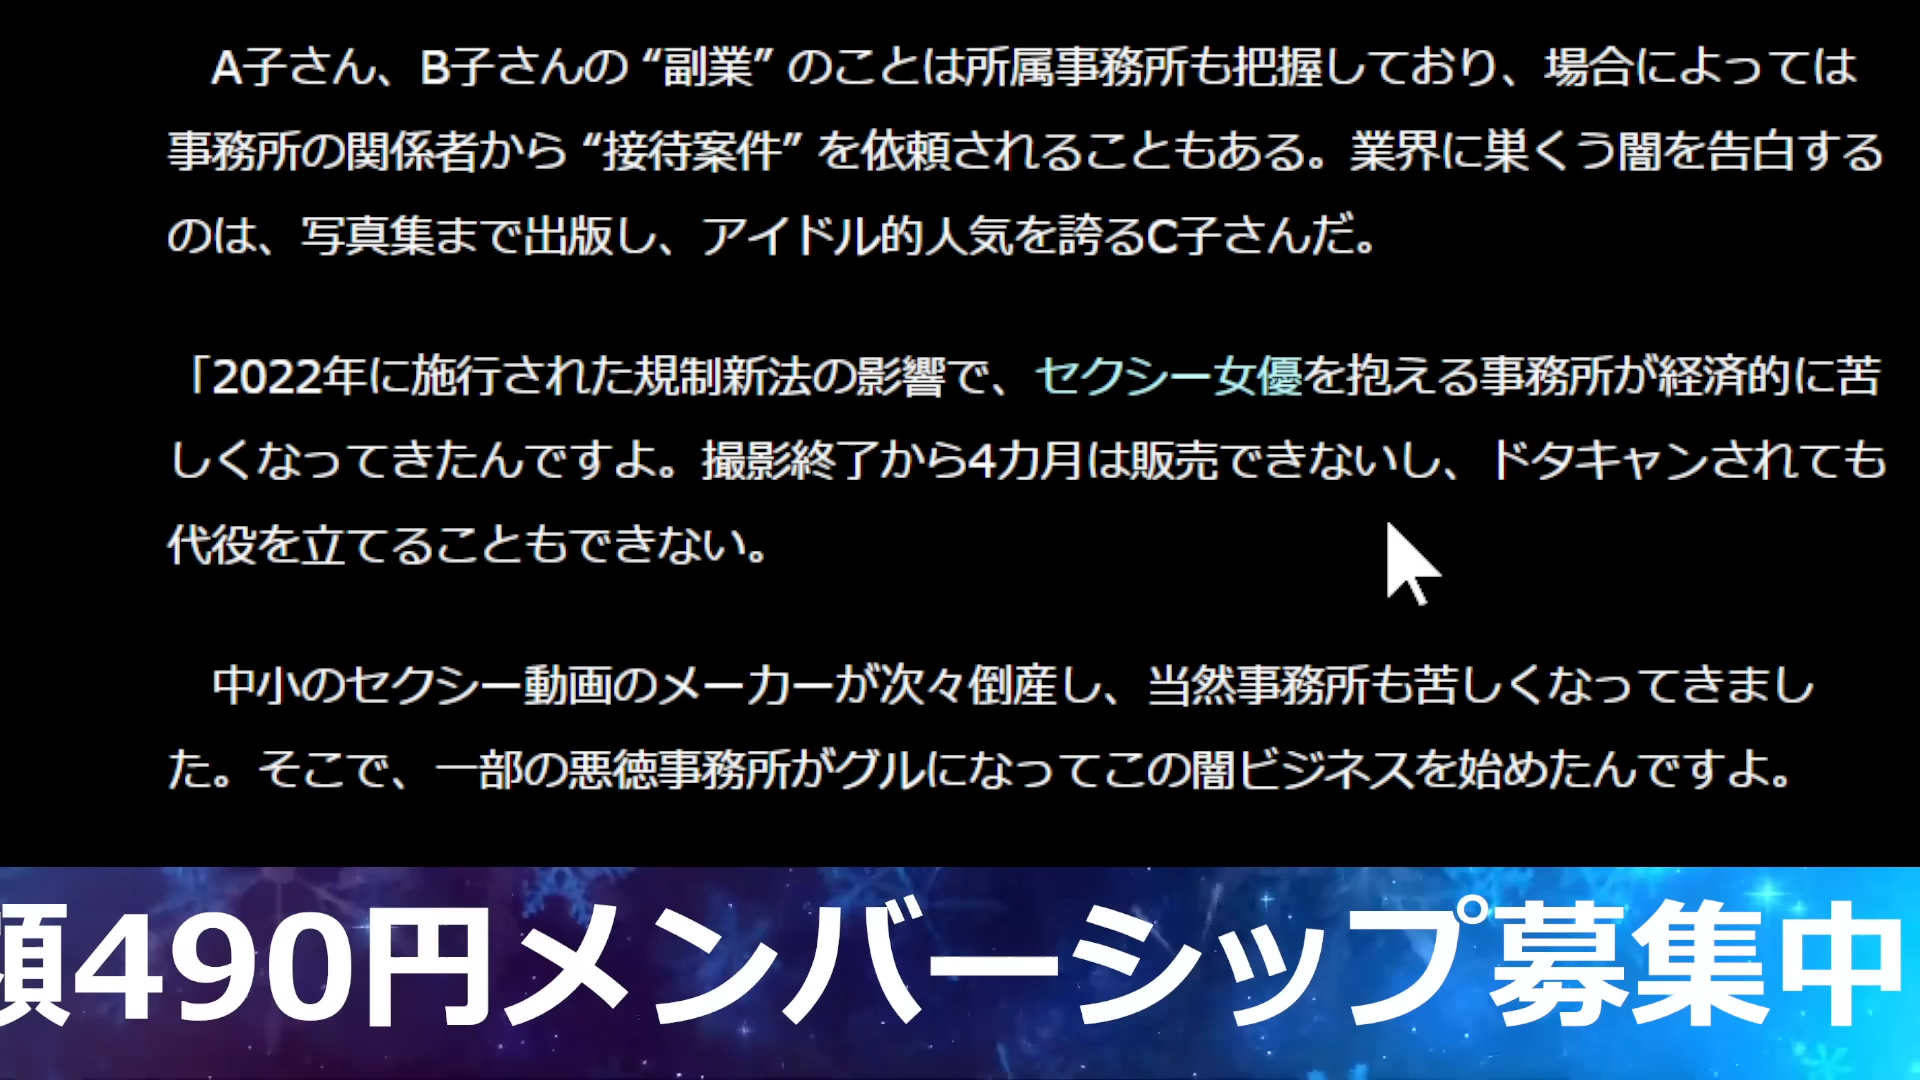 A子さん、B子さんの “副業” のことは所属事務所も把握しており、場合によっては
事務所の関係者から “接待案件” を依頼されることもある。業界に巣くう闇を告白する
のは、写真集まで出版し、アイドル的人気を誇るC子さんだ。
「2022年に施行された規制新法の影響で、セクシー女優を抱える事務所が経済的に苦
しくなってきたんですよ。撮影終了から4カ月は販売できないし、ドタキャンされても
代役を立てることもできない。
中小のセクシー動画のメーカーが次々倒産し、当然事務所も苦しくなってきまし
た。そこで、一部の悪徳事務所がグルになってこの闇ビジネスを始めたんですよ。
490円メンバーシップ募集中